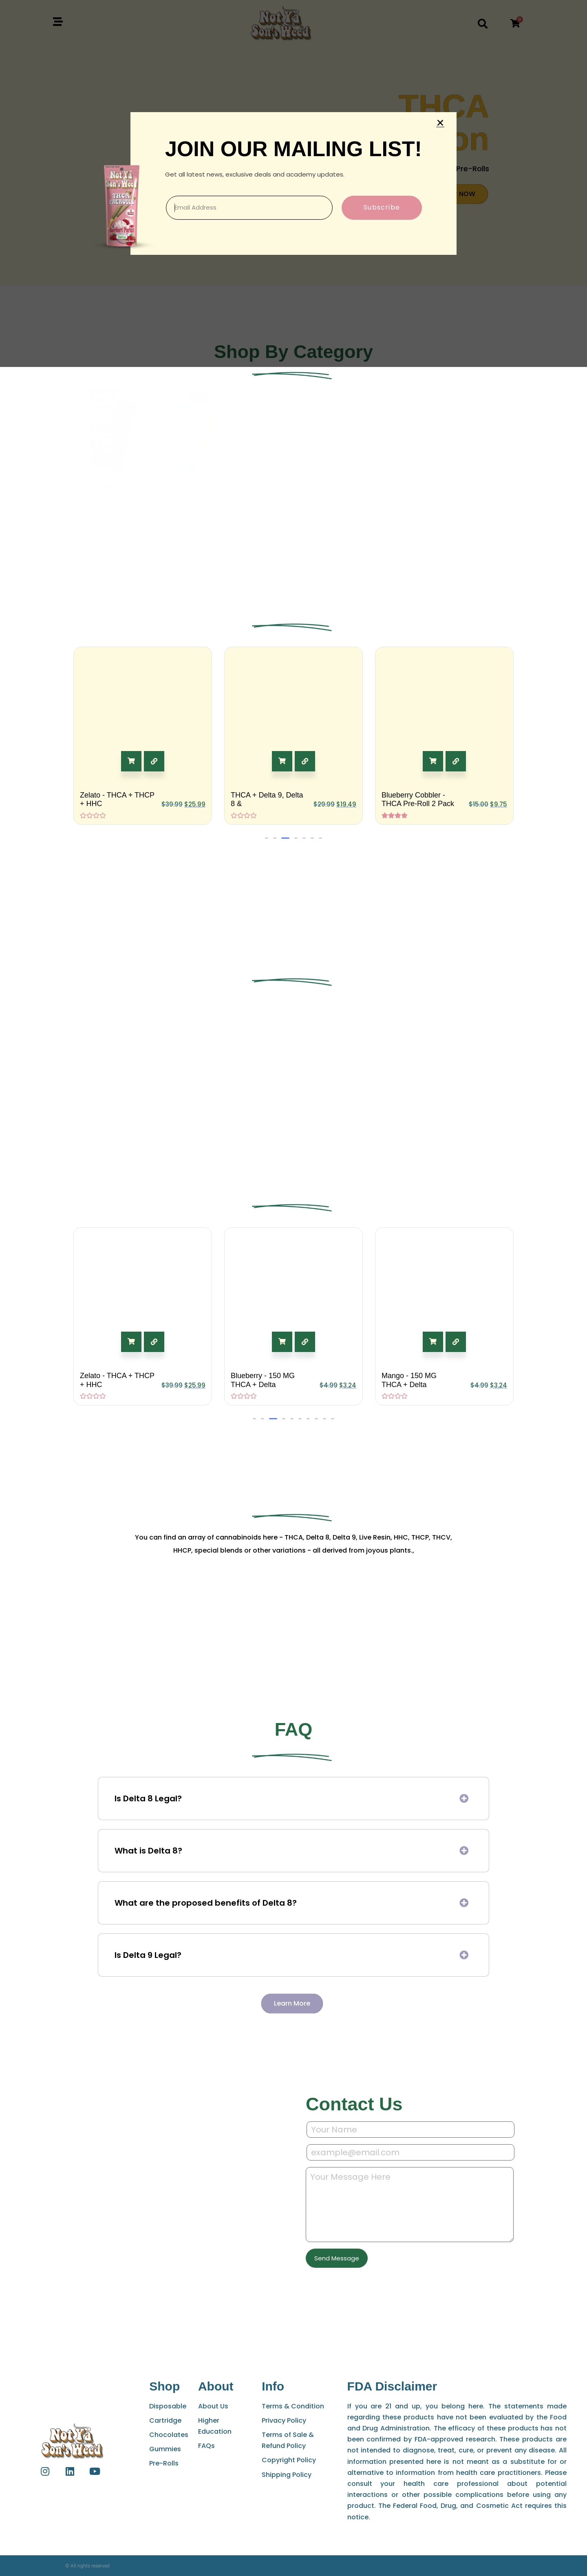 Not Ya
Son's Weed
THCA
Pre-Rolls
NOW
JOIN OUR MAILING LIST!
Get all latest news, exclusive deals and academy updates.
Email Address
Subscribe
Shop By Category
Zelato - THCA + THCP
+ HHC
$39.99 $25.99
THCA + Delta 9, Delta
8 &
$29.99 $19.49
Blueberry Cobbler -
THCA Pre-Roll 2 Pack
$15.00 $9.75
Zelato - THCA + THCP
+ HHC
$39.99 $25.99
Blueberry - 150 MG
THCA + Delta
$4.99 $3.24
Mango - 150 MG
THCA + Delta
$4.99 $3.24
You can find an array of cannabinoids here - THCA, Delta 8, Delta 9, Live Resin, HHC, THCP, THCV,
HHCP, special blends or other variations - all derived from joyous plants.,
FAQ
Is Delta 8 Legal?
What is Delta 8?
What are the proposed benefits of Delta 8?
Is Delta 9 Legal?
Learn More
Contact Us
Your Name
example@email.com
Your Message Here
Send Message
Not Ya
Son's Weed
Shop
Disposable
Cartridge
Chocolates
Gummies
Pre-Rolls
About
About Us
Higher
Education
FAQs
Info
Terms & Condition
Privacy Policy
Terms of Sale &
Refund Policy
Copyright Policy
Shipping Policy
FDA Disclaimer
If you are 21 and up, you belong here. The statements made
regarding these products have not been evaluated by the Food
and Drug Administration. The efficacy of these products has not
been confirmed by FDA-approved research. These products are
not intended to diagnose, treat, cure, or prevent any disease. All
information presented here is not meant as a substitute for or
alternative to information from health care practitioners. Please
consult your health care professional about potential
interactions or other possible complications before using any
product. The Federal Food, Drug, and Cosmetic Act requires this
notice.
© All rights reserved